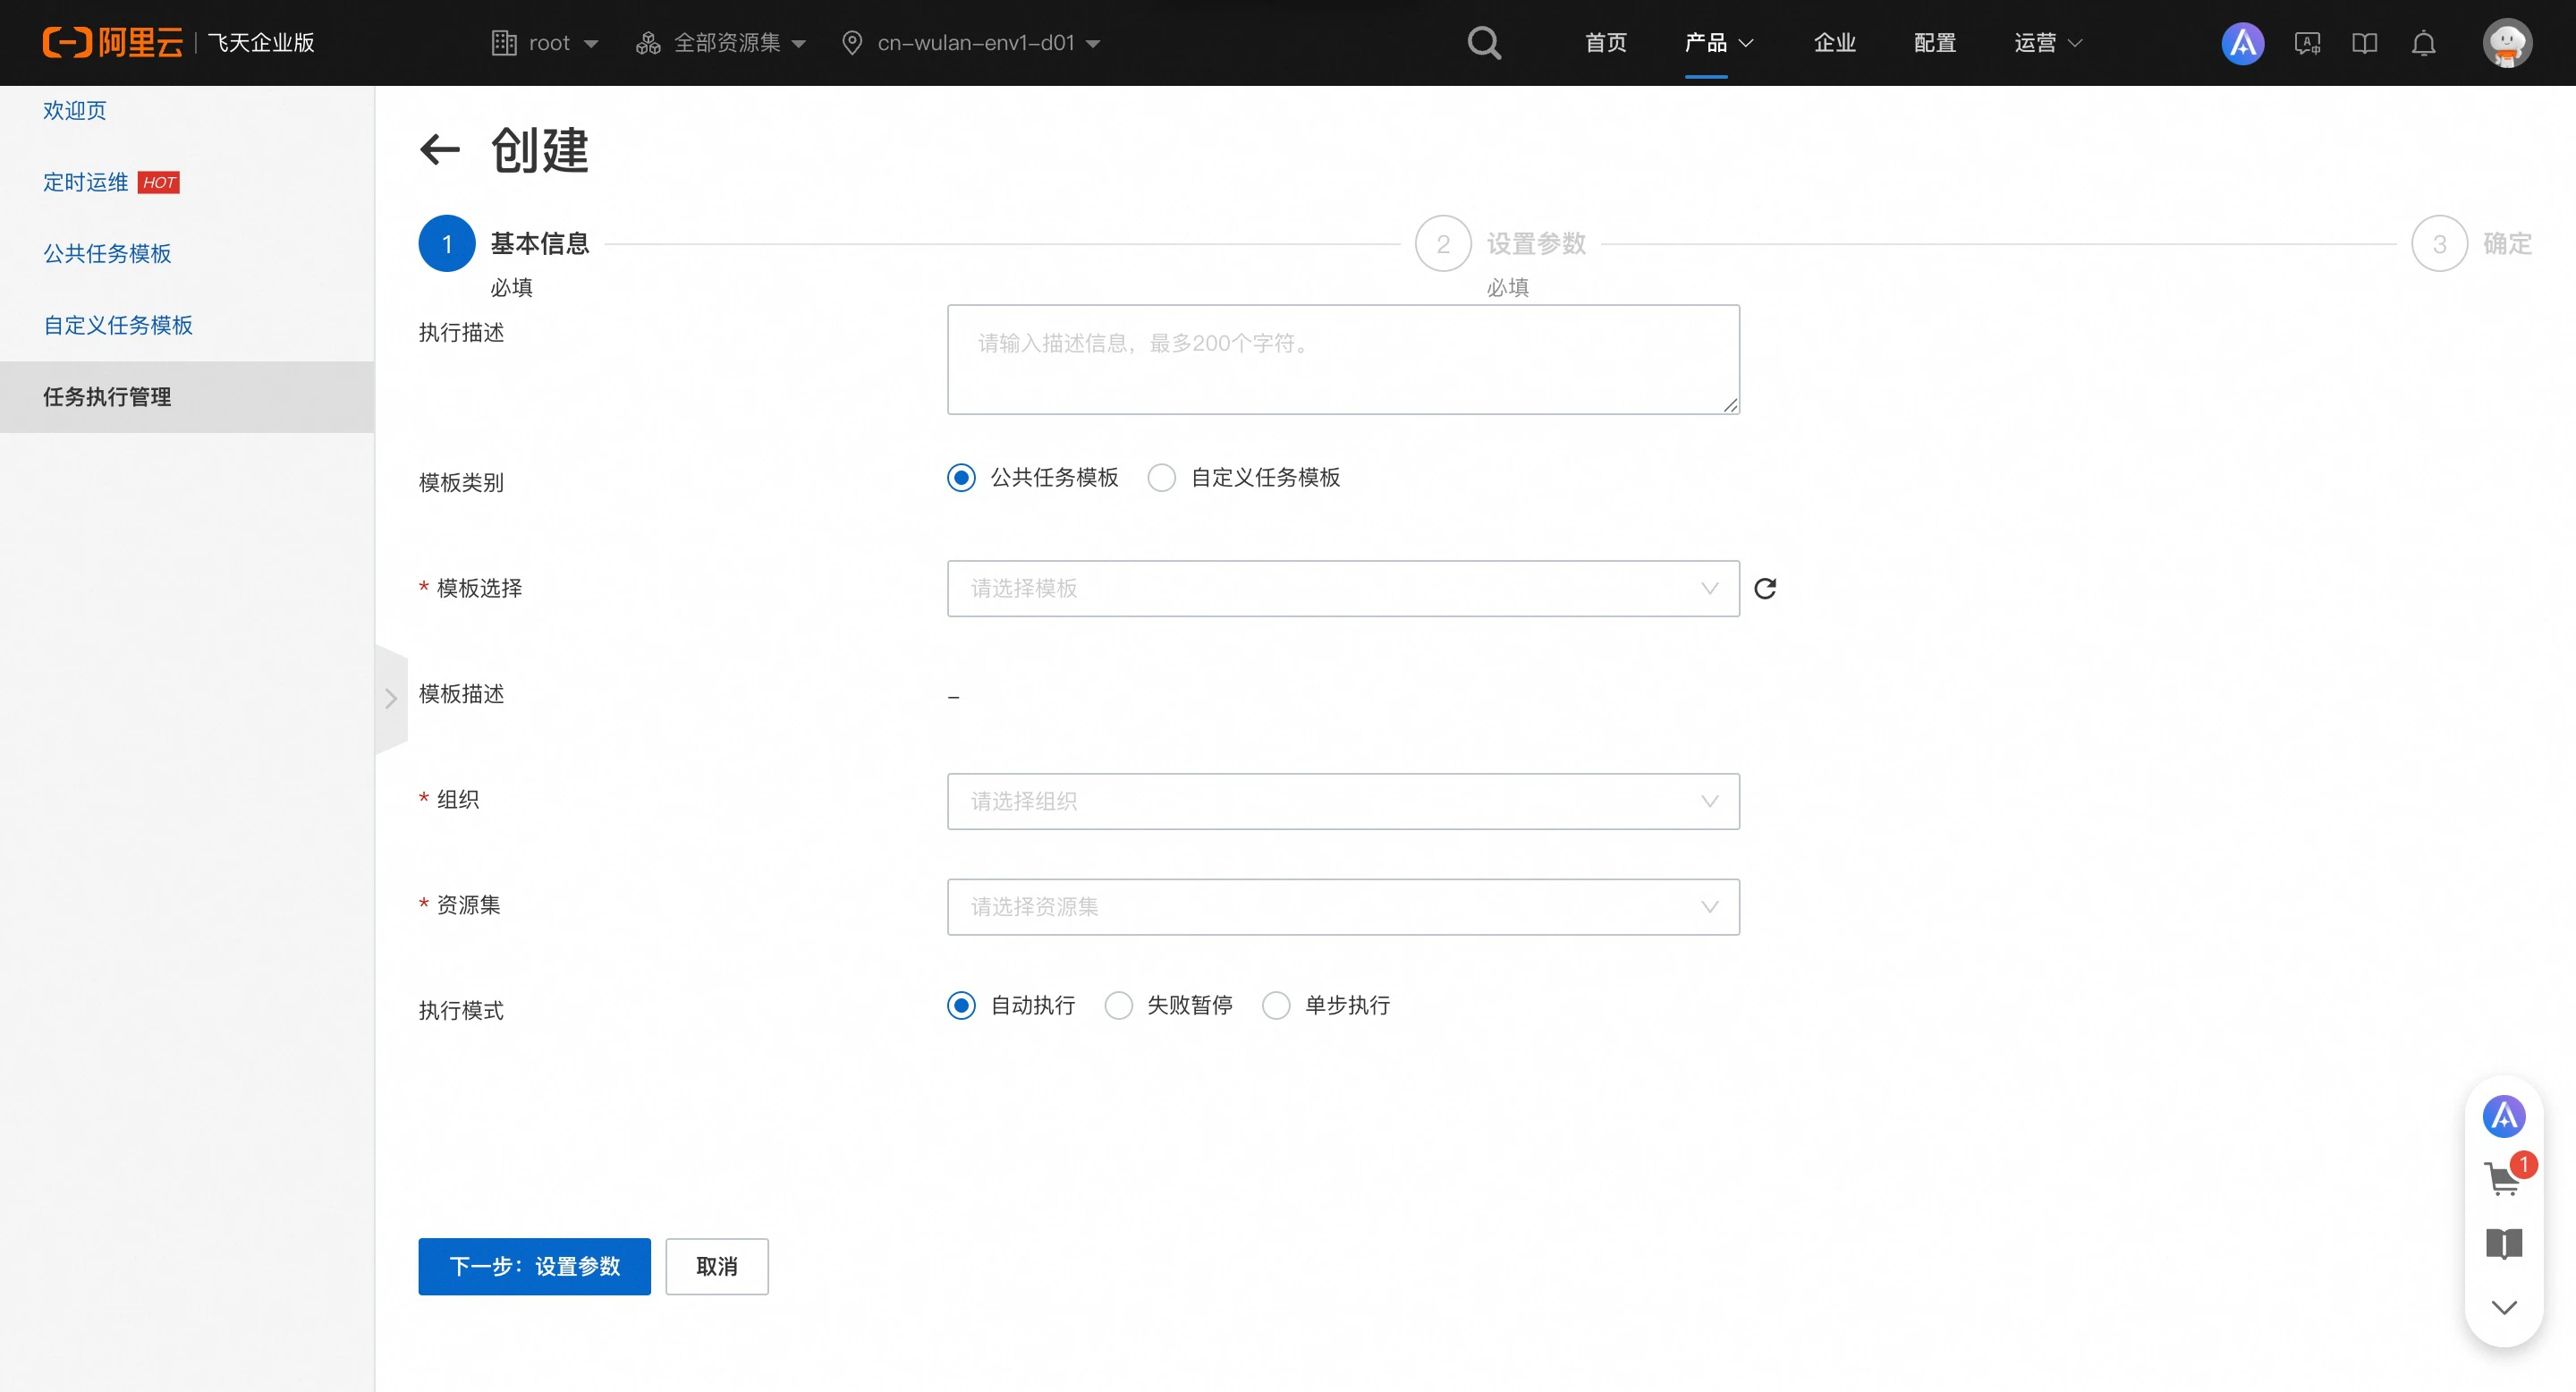 阿里云 飞天企业版 root 全部资源集 cn-wulan-env1-d01 首页 产品 企业 配置 运营
欢迎页
定时运维 HOT
公共任务模板
自定义任务模板
任务执行管理
创建
1 基本信息 2 设置参数 3 确定
必填 必填
执行描述 请输入描述信息，最多200个字符。
模板类别 公共任务模板 自定义任务模板
* 模板选择 请选择模板
模板描述 –
* 组织 请选择组织
* 资源集 请选择资源集
执行模式 自动执行 失败暂停 单步执行
1
下一步：设置参数 取消